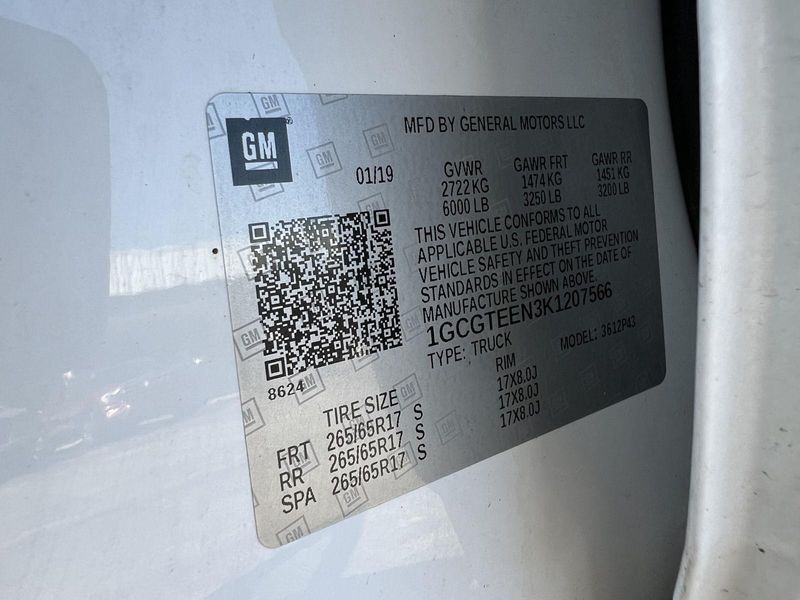 GM
MFD BY GENERAL MOTORS LLC
01/19
GVWR GAWR FRT GAWR RR
2722 KG 1474 KG 1451 KG
6000 LB 3250 LB 3200 LB
THIS VEHICLE CONFORMS TO ALL
APPLICABLE U.S. FEDERAL MOTOR
VEHICLE SAFETY AND THEFT PREVENTION
STANDARDS IN EFFECT ON THE DATE OF
MANUFACTURE SHOWN ABOVE.
1GCGTEEN3K1207566
TYPE: TRUCK MODEL: 3612P43
8624
TIRE SIZE RIM
FRT 265/65R17 S 17X8.0J
RR 265/65R17 S 17X8.0J
SPA 265/65R17 S 17X8.0J